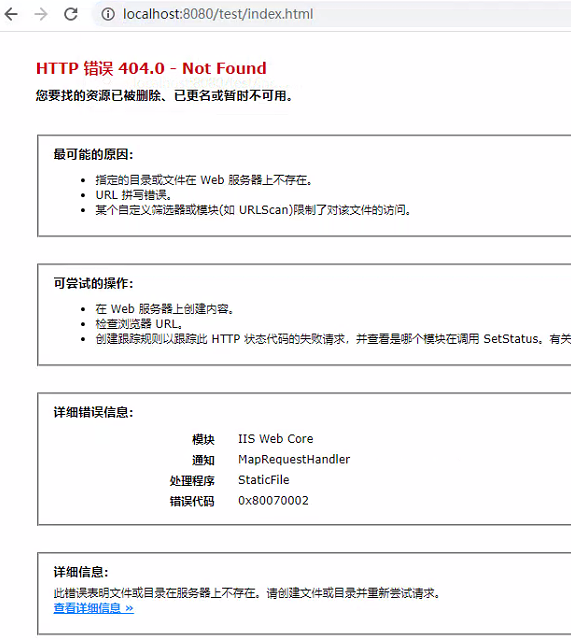 localhost:8080/test/index.html
HTTP 错误 404.0 - Not Found
您要找的资源已被删除、已更名或暂时不可用。
最可能的原因:
• 指定的目录或文件在 Web 服务器上不存在。
• URL 拼写错误。
• 某个自定义筛选器或模块(如 URLScan)限制了对该文件的访问。
可尝试的操作:
• 在 Web 服务器上创建内容。
• 检查浏览器 URL。
• 创建跟踪规则以跟踪此 HTTP 状态代码的失败请求，并查看是哪个模块在调用 SetStatus。有关
详细错误信息:
模块 IIS Web Core
通知 MapRequestHandler
处理程序 StaticFile
错误代码 0x80070002
详细信息:
此错误表明文件或目录在服务器上不存在。请创建文件或目录并重新尝试请求。
查看详细信息 »